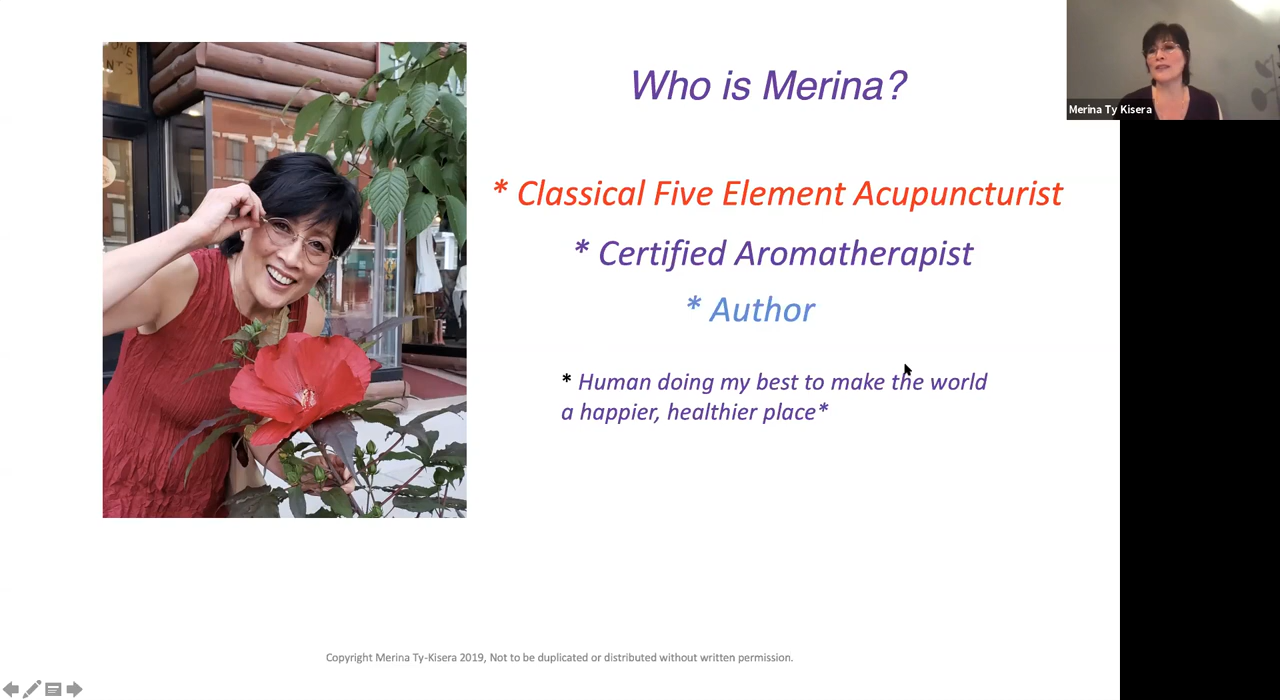 Who is Merina?
Merina Ty Kisera
* Classical Five Element Acupuncturist
* Certified Aromatherapist
* Author
* Human doing my best to make the world
a happier, healthier place*
Copyright Merina Ty-Kisera 2019, Not to be duplicated or distributed without written permission.